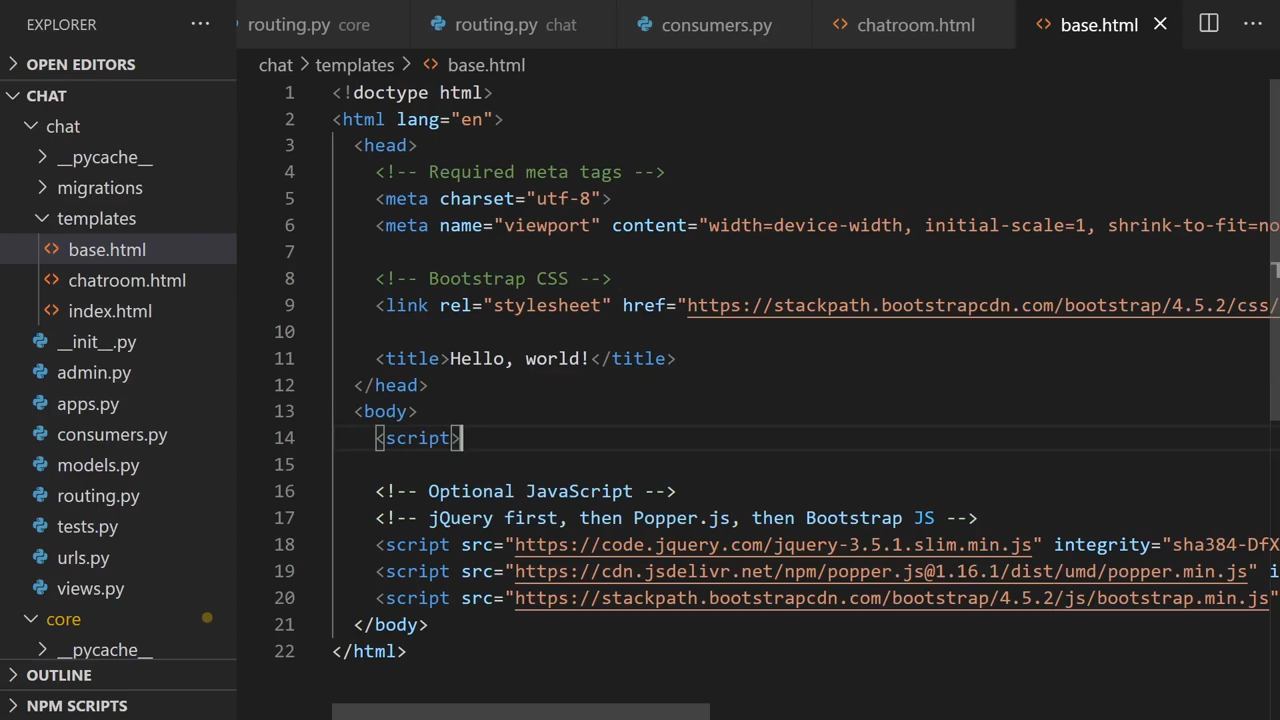 EXPLORER ...
routing.py core
routing.py chat
consumers.py
chatroom.html
base.html
OPEN EDITORS
CHAT
chat
__pycache__
migrations
templates
base.html
chatroom.html
index.html
__init__.py
admin.py
apps.py
consumers.py
models.py
routing.py
tests.py
urls.py
views.py
core
__pycache__
OUTLINE
NPM SCRIPTS
chat > templates > base.html
1 <!doctype html>
2 <html lang="en">
3 <head>
4 <!-- Required meta tags -->
5 <meta charset="utf-8">
6 <meta name="viewport" content="width=device-width, initial-scale=1, shrink-to-fit=no
7
8 <!-- Bootstrap CSS -->
9 <link rel="stylesheet" href="https://stackpath.bootstrapcdn.com/bootstrap/4.5.2/css/
10
11 <title>Hello, world!</title>
12 </head>
13 <body>
14 <script>
15
16 <!-- Optional JavaScript -->
17 <!-- jQuery first, then Popper.js, then Bootstrap JS -->
18 <script src="https://code.jquery.com/jquery-3.5.1.slim.min.js" integrity="sha384-DfX
19 <script src="https://cdn.jsdelivr.net/npm/popper.js@1.16.1/dist/umd/popper.min.js" i
20 <script src="https://stackpath.bootstrapcdn.com/bootstrap/4.5.2/js/bootstrap.min.js"
21 </body>
22 </html>